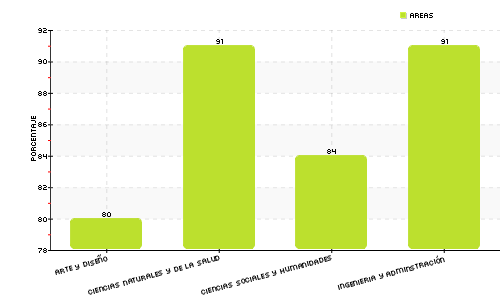 AREAS
92
90
88
86
84
82
80
78
PORCENTAJE
80
91
84
91
ARTE Y DISEÑO
CIENCIAS NATURALES Y DE LA SALUD
CIENCIAS SOCIALES Y HUMANIDADES
INGENIERIA Y ADMINISTRACIÓN